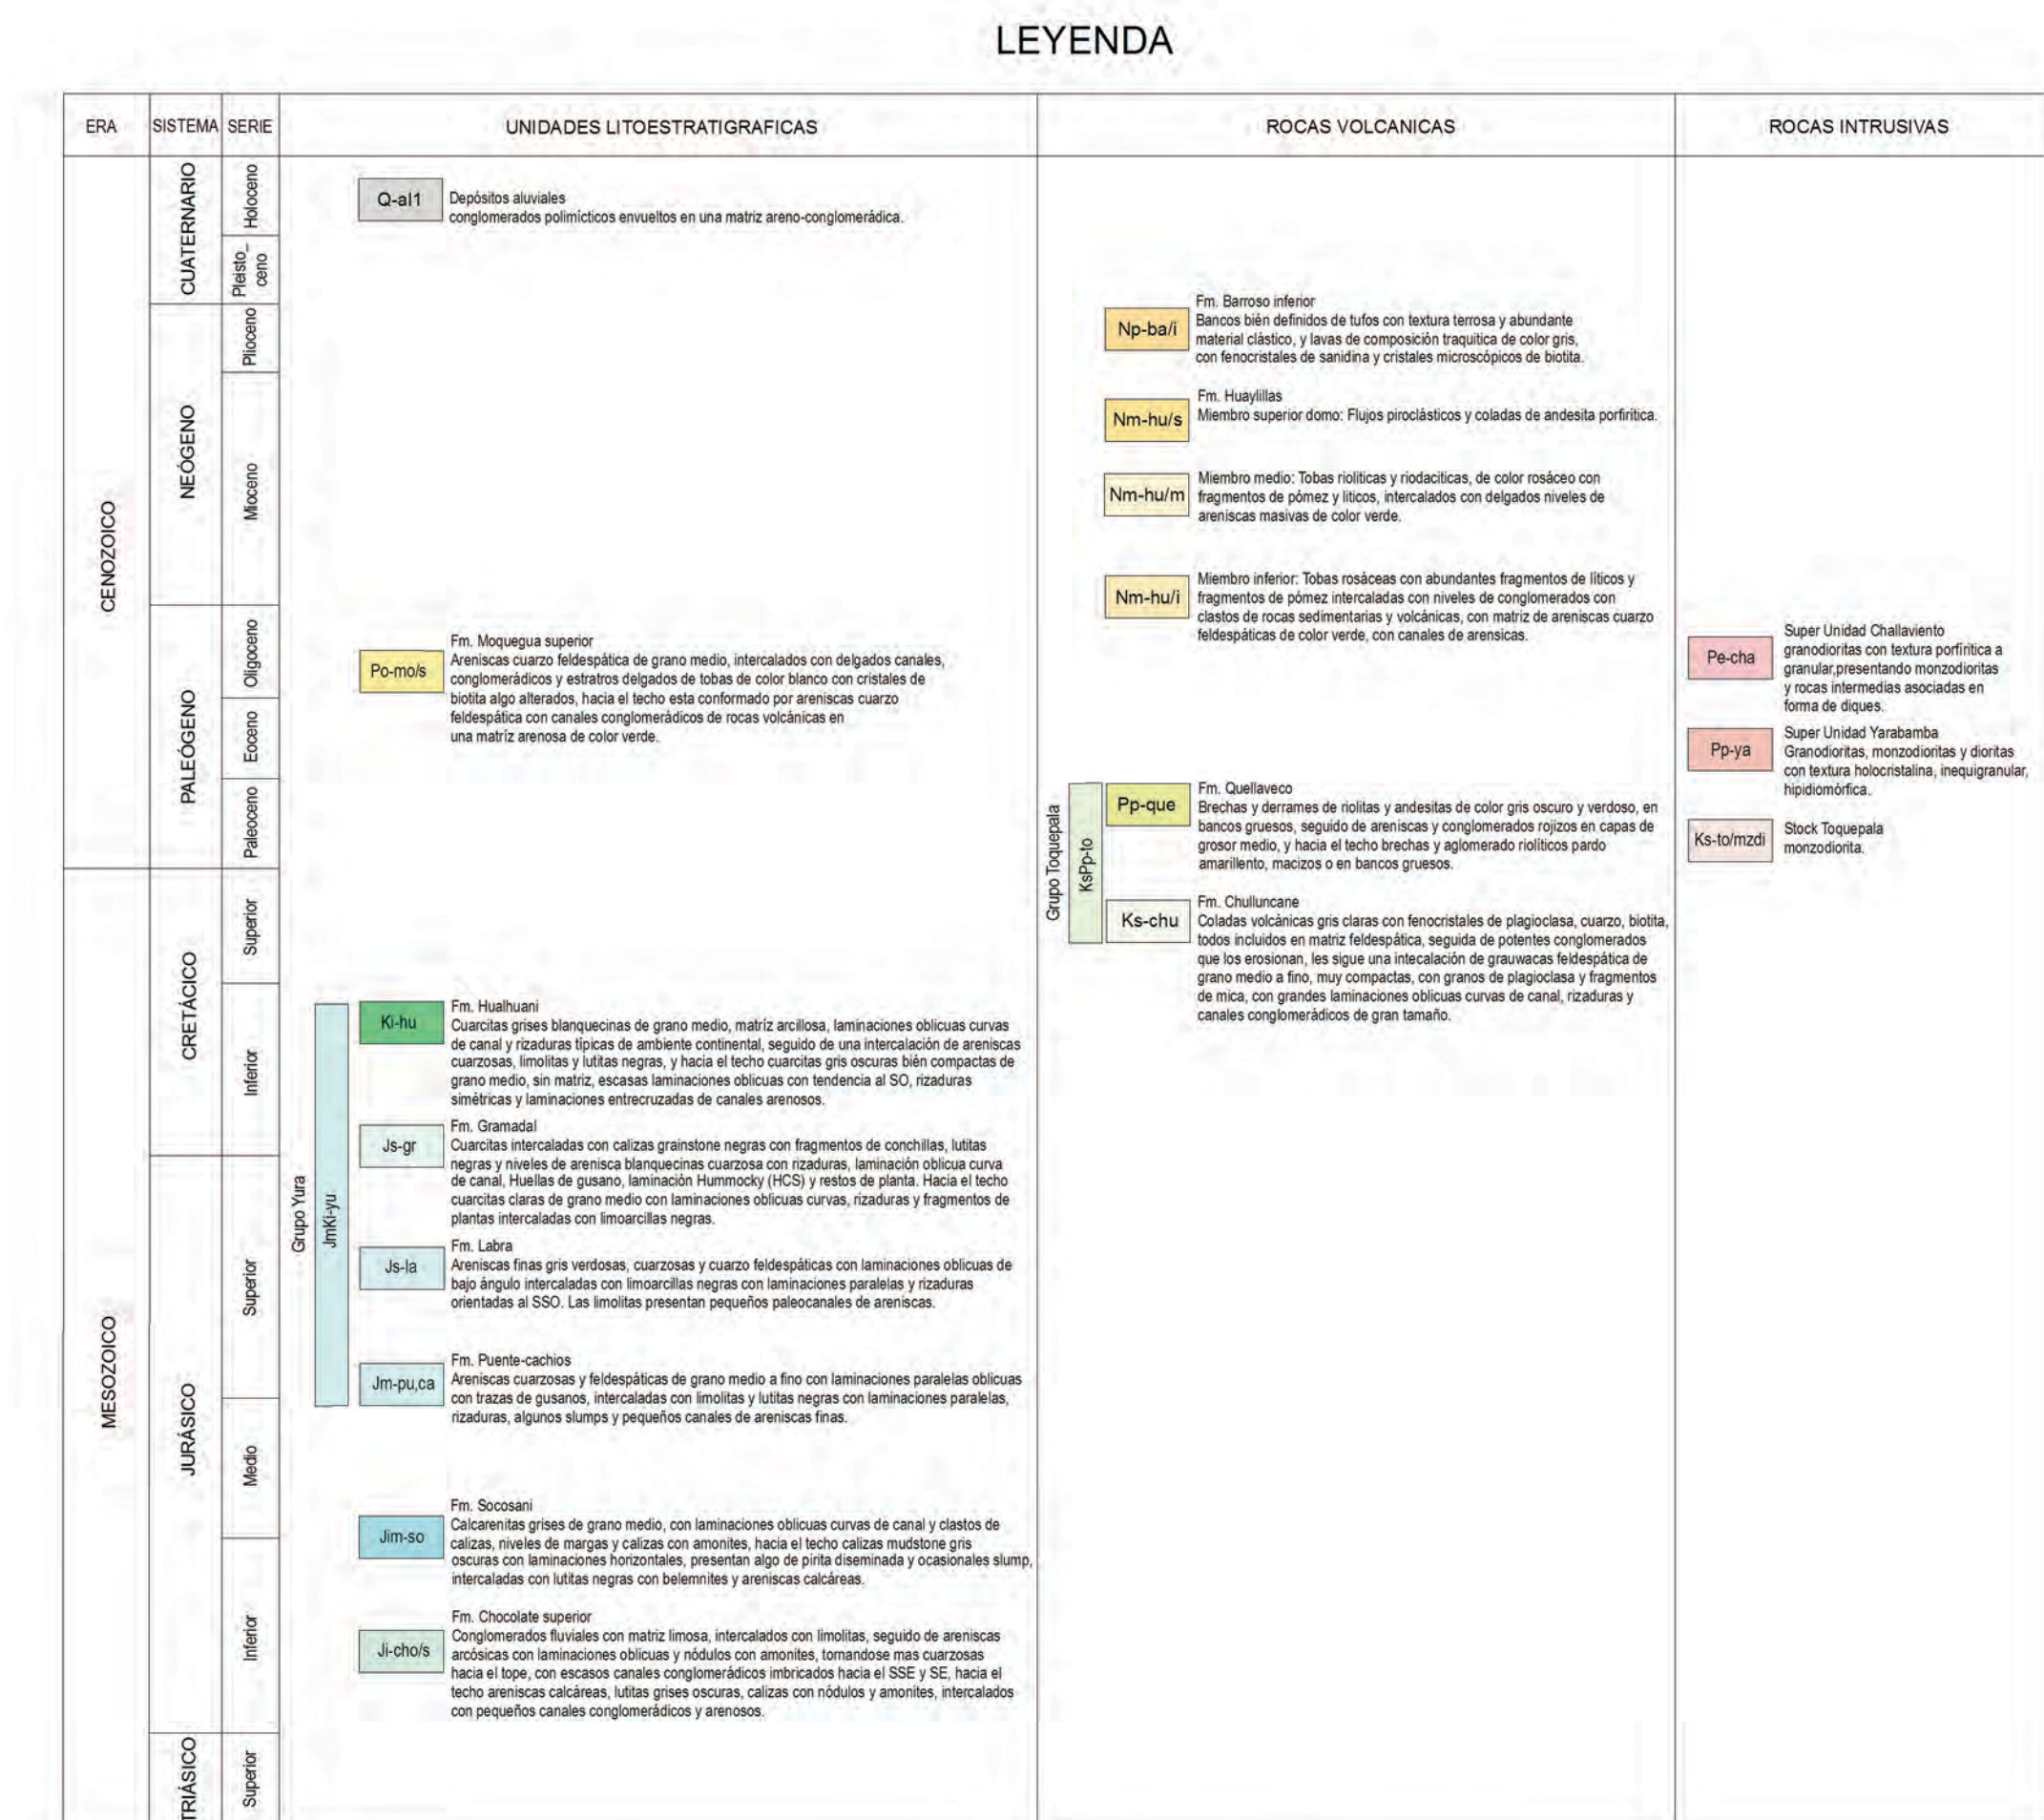 LEYENDA
ERA
SISTEMA
SERIE
UNIDADES LITOESTRATIGRAFICAS
ROCAS VOLCANICAS
ROCAS INTRUSIVAS
CENOZOICO
MESOZOICO
CUATERNARIO
NEÓGENO
PALEÓGENO
CRETÁCICO
JURÁSICO
TRIÁSICO
Holoceno
Pleisto_
ceno
Plioceno
Mioceno
Oligoceno
Eoceno
Paleoceno
Superior
Inferior
Superior
Medio
Inferior
Superior
Q-al1
Depósitos aluviales
conglomerados polimícticos envueltos en una matriz areno-conglomerádica.
Po-mo/s
Fm. Moquegua superior
Areniscas cuarzo feldespática de grano medio, intercalados con delgados canales,
conglomerádicos y estratros delgados de tobas de color blanco con cristales de
biotita algo alterados, hacia el techo esta conformado por areniscas cuarzo
feldespática con canales conglomerádicos de rocas volcánicas en
una matríz arenosa de color verde.
Grupo Yura
JmKi-yu
Ki-hu
Fm. Hualhuani
Cuarcitas grises blanquecinas de grano medio, matríz arcillosa, laminaciones oblicuas curvas
de canal y rizaduras típicas de ambiente continental, seguido de una intercalación de areniscas
cuarzosas, limolitas y lutitas negras, y hacia el techo cuarcitas gris oscuras bién compactas de
grano medio, sin matriz, escasas laminaciones oblicuas con tendencia al SO, rizaduras
simétricas y laminaciones entrecruzadas de canales arenosos.
Js-gr
Fm. Gramadal
Cuarcitas intercaladas con calizas grainstone negras con fragmentos de conchillas, lutitas
negras y niveles de arenisca blanquecinas cuarzosa con rizaduras, laminación oblicua curva
de canal, Huellas de gusano, laminación Hummocky (HCS) y restos de planta. Hacia el techo
cuarcitas claras de grano medio con laminaciones oblicuas curvas, rizaduras y fragmentos de
plantas intercaladas con limoarcillas negras.
Js-la
Fm. Labra
Areniscas finas gris verdosas, cuarzosas y cuarzo feldespáticas con laminaciones oblicuas de
bajo ángulo intercaladas con limoarcillas negras con laminaciones paralelas y rizaduras
orientadas al SSO. Las limolitas presentan pequeños paleocanales de areniscas.
Jm-pu,ca
Fm. Puente-cachios
Areniscas cuarzosas y feldespáticas de grano medio a fino con laminaciones paralelas oblicuas
con trazas de gusanos, intercaladas con limolitas y lutitas negras con laminaciones paralelas,
rizaduras, algunos slumps y pequeños canales de areniscas finas.
Jim-so
Fm. Socosani
Calcarenitas grises de grano medio, con laminaciones oblicuas curvas de canal y clastos de
calizas, niveles de margas y calizas con amonites, hacia el techo calizas mudstone gris
oscuras con laminaciones horizontales, presentan algo de pirita diseminada y ocasionales slump,
intercaladas con lutitas negras con belemnites y areniscas calcáreas.
Ji-cho/s
Fm. Chocolate superior
Conglomerados fluviales con matriz limosa, intercalados con limolitas, seguido de areniscas
arcósicas con laminaciones oblicuas y nódulos con amonites, tornandose mas cuarzosas
hacia el tope, con escasos canales conglomerádicos imbricados hacia el SSE y SE, hacia el
techo areniscas calcáreas, lutitas grises oscuras, calizas con nódulos y amonites, intercalados
con pequeños canales conglomerádicos y arenosos.
Np-ba/i
Fm. Barroso inferior
Bancos bién definidos de tufos con textura terrosa y abundante
material clástico, y lavas de composición traquitica de color gris,
con fenocristales de sanidina y cristales microscópicos de biotita.
Nm-hu/s
Fm. Huaylillas
Miembro superior domo: Flujos piroclásticos y coladas de andesita porfirítica.
Nm-hu/m
Miembro medio: Tobas rioliticas y riodaciticas, de color rosáceo con
fragmentos de pómez y liticos, intercalados con delgados niveles de
areniscas masivas de color verde.
Nm-hu/i
Miembro inferior: Tobas rosáceas con abundantes fragmentos de líticos y
fragmentos de pómez intercaladas con niveles de conglomerados con
clastos de rocas sedimentarias y volcánicas, con matriz de areniscas cuarzo
feldespáticas de color verde, con canales de arensicas.
Grupo Toquepala
KsPp-to
Pp-que
Fm. Quellaveco
Brechas y derrames de riolitas y andesitas de color gris oscuro y verdoso, en
bancos gruesos, seguido de areniscas y conglomerados rojizos en capas de
grosor medio, y hacia el techo brechas y aglomerado riolíticos pardo
amarillento, macizos o en bancos gruesos.
Ks-chu
Fm. Chulluncane
Coladas volcánicas gris claras con fenocristales de plagioclasa, cuarzo, biotita,
todos incluidos en matriz feldespática, seguida de potentes conglomerados
que los erosionan, les sigue una intecalación de grauwacas feldespática de
grano medio a fino, muy compactas, con granos de plagioclasa y fragmentos
de mica, con grandes laminaciones oblicuas curvas de canal, rizaduras y
canales conglomerádicos de gran tamaño.
Pe-cha
Super Unidad Challaviento
granodioritas con textura porfiritica a
granular,presentando monzodioritas
y rocas intermedias asociadas en
forma de diques.
Pp-ya
Super Unidad Yarabamba
Granodioritas, monzodioritas y dioritas
con textura holocristalina, inequigranular,
hipidiomórfica.
Ks-to/mzdi
Stock Toquepala
monzodiorita.